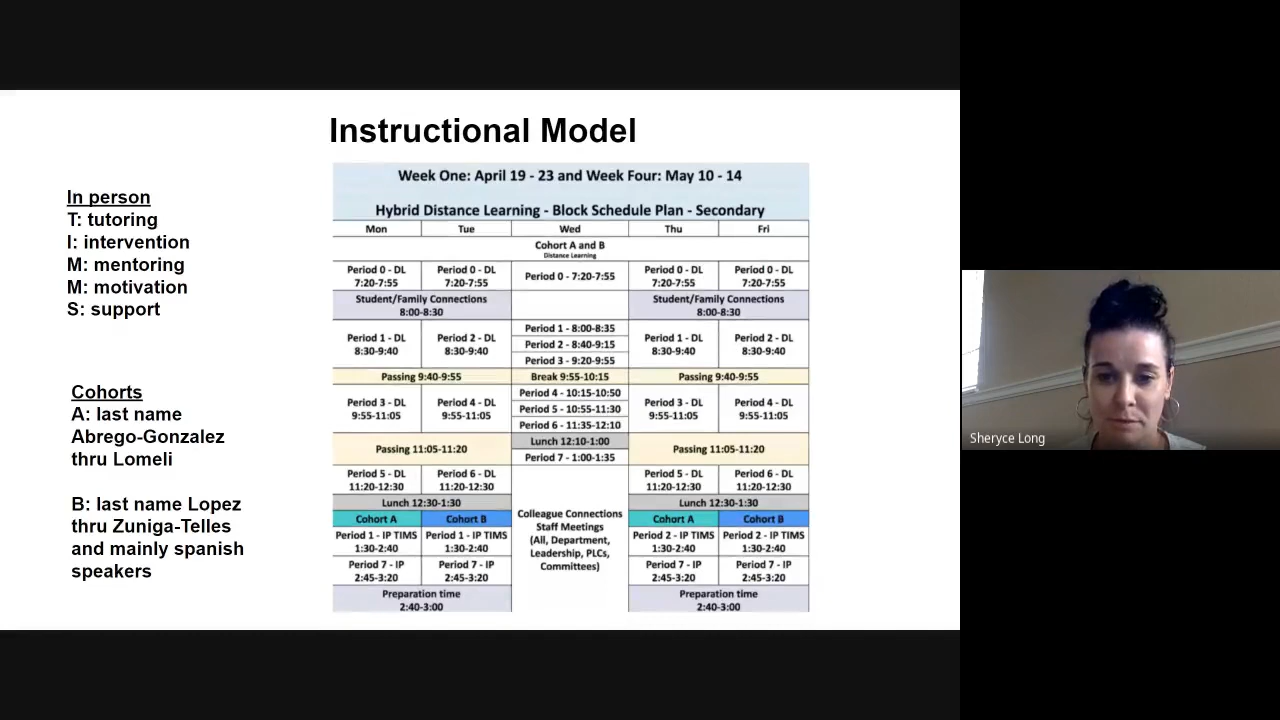 Instructional Model
In person
T: tutoring
I: intervention
M: mentoring
M: motivation
S: support
Cohorts
A: last name
Abrego-Gonzalez
thru Lomeli
B: last name Lopez
thru Zuniga-Telles
and mainly spanish
speakers
Week One: April 19 - 23 and Week Four: May 10 - 14
Hybrid Distance Learning - Block Schedule Plan - Secondary
Mon Tue Wed Thu Fri
Cohort A and B
Distance Learning
Period 0 - DL Period 0 - DL Period 0 - 7:20-7:55 Period 0 - DL Period 0 - DL
7:20-7:55 7:20-7:55 7:20-7:55 7:20-7:55
Student/Family Connections Student/Family Connections
8:00-8:30 8:00-8:30
Period 1 - DL Period 2 - DL Period 1 - 8:00-8:35 Period 1 - DL Period 2 - DL
8:30-9:40 8:30-9:40 Period 2 - 8:40-9:15 8:30-9:40 8:30-9:40
Period 3 - 9:20-9:55
Passing 9:40-9:55 Break 9:55-10:15 Passing 9:40-9:55
Period 3 - DL Period 4 - DL Period 4 - 10:15-10:50 Period 3 - DL Period 4 - DL
9:55-11:05 9:55-11:05 Period 5 - 10:55-11:30 9:55-11:05 9:55-11:05
Period 6 - 11:35-12:10
Passing 11:05-11:20 Lunch 12:10-1:00 Passing 11:05-11:20
Period 7 - 1:00-1:35
Period 5 - DL Period 6 - DL Period 5 - DL Period 6 - DL
11:20-12:30 11:20-12:30 11:20-12:30 11:20-12:30
Lunch 12:30-1:30 Lunch 12:30-1:30
Colleague Connections
Staff Meetings
(All, Department,
Leadership, PLCs,
Committees)
Cohort A Cohort B Cohort A Cohort B
Period 1 - IP TIMS Period 1 - IP TIMS Period 2 - IP TIMS Period 2 - IP TIMS
1:30-2:40 1:30-2:40 1:30-2:40 1:30-2:40
Period 7 - IP Period 7 - IP Period 7 - IP Period 7 - IP
2:45-3:20 2:45-3:20 2:45-3:20 2:45-3:20
Preparation time Preparation time
2:40-3:00 2:40-3:00
Sheryce Long